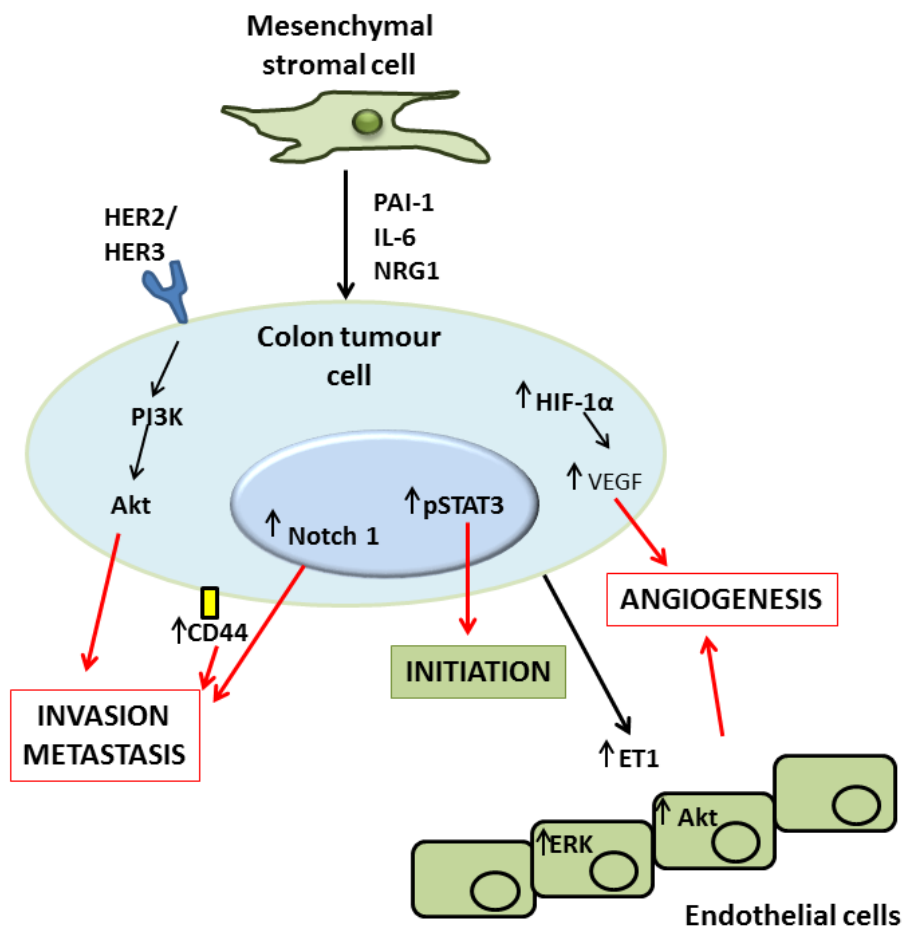 Mesenchymal
stromal cell
PAI-1
IL-6
NRG1
HER2/
HER3
Colon tumour
cell
↑ HIF-1α
PI3K
↑ VEGF
Akt
↑ pSTAT3
↑ Notch 1
ANGIOGENESIS
↑CD44
INITIATION
INVASION
METASTASIS
↑ET1
↑ Akt
↑ERK
Endothelial cells